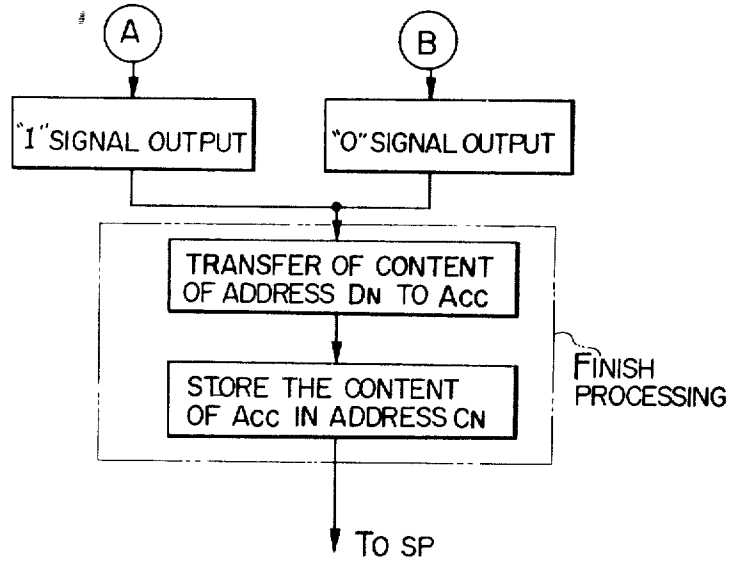 A
B
"1" SIGNAL OUTPUT
"0" SIGNAL OUTPUT
TRANSFER OF CONTENT
OF ADDRESS DN TO ACC
STORE THE CONTENT
OF ACC IN ADDRESS CN
FINISH
PROCESSING
TO SP